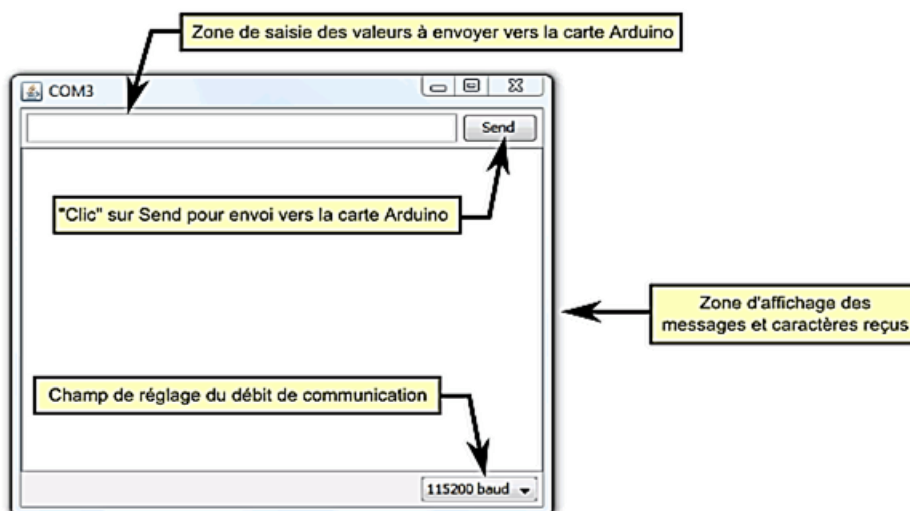 Zone de saisie des valeurs à envoyer vers la carte Arduino
COM3
Send
"Clic" sur Send pour envoi vers la carte Arduino
Zone d'affichage des
messages et caractères reçus
Champ de réglage du débit de communication
115200 baud